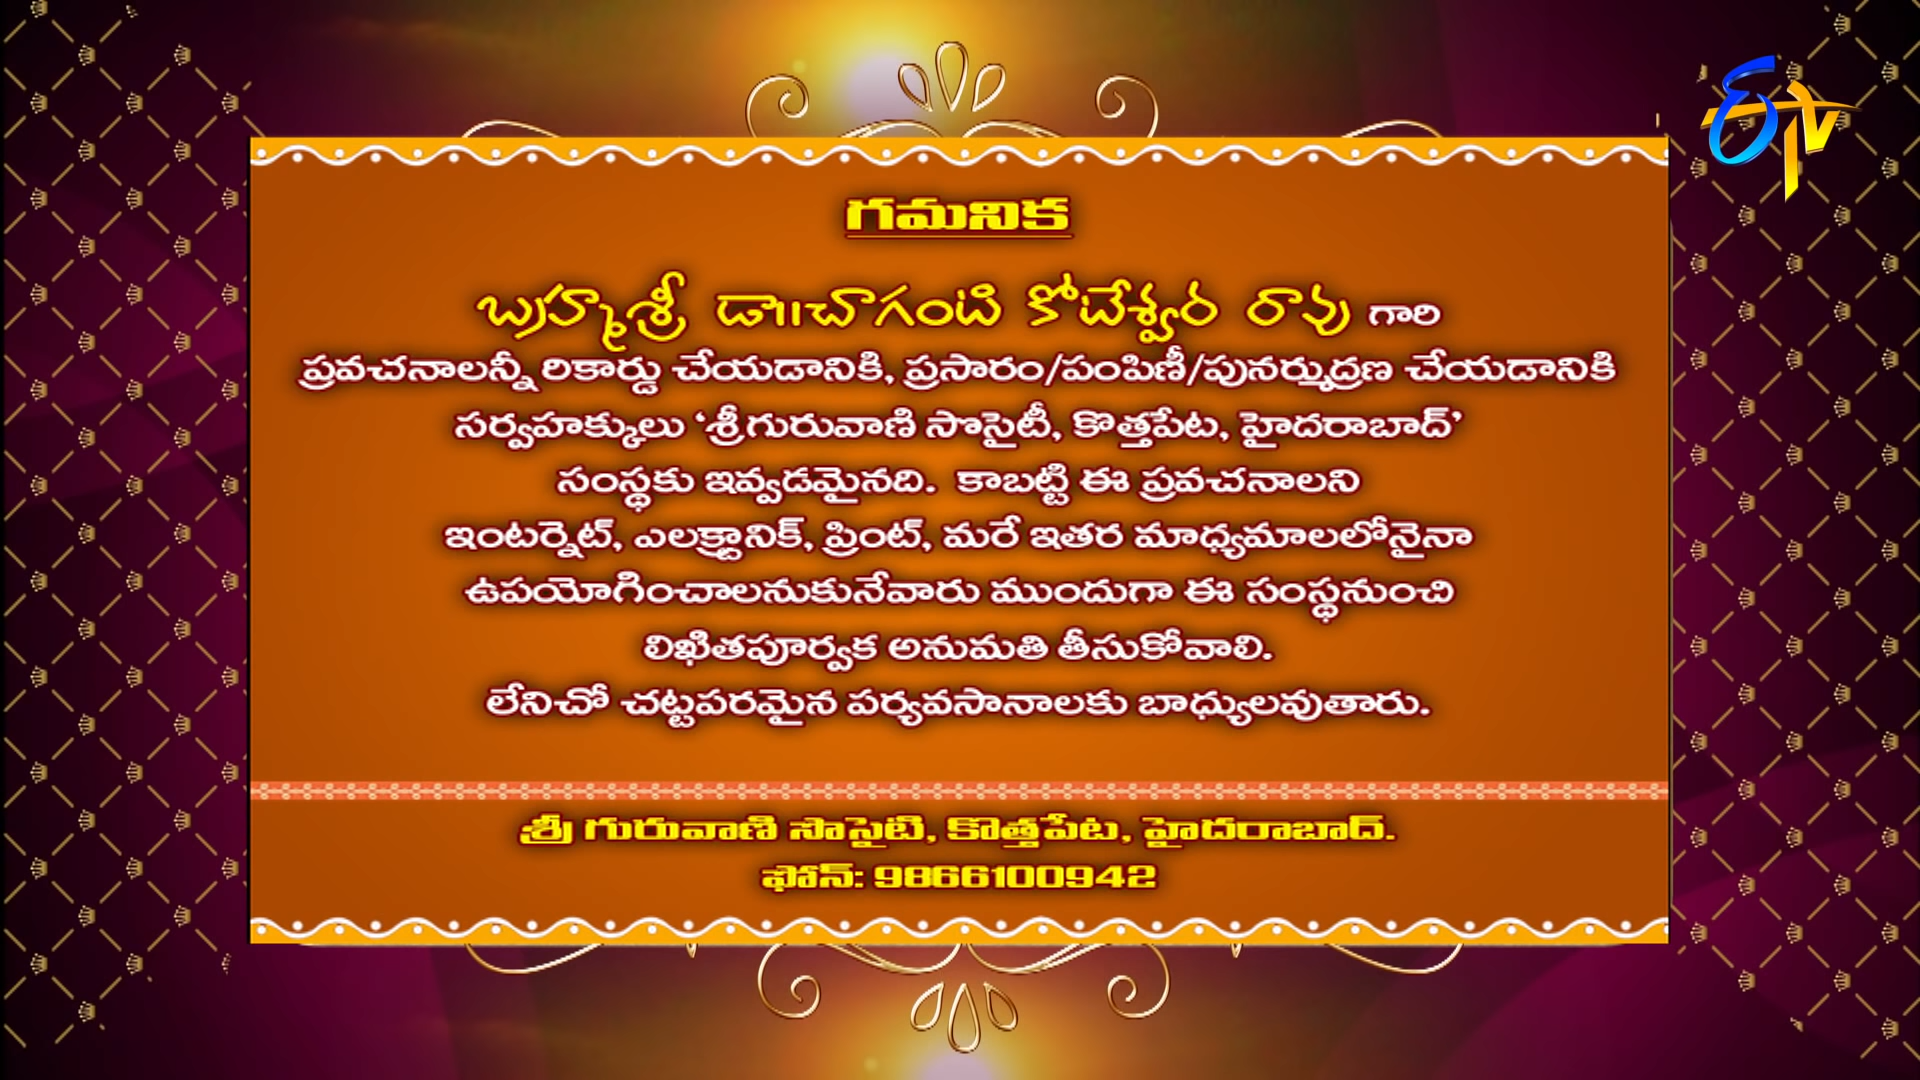 ఈTV
గమనిక
బ్రహ్మశ్రీ డా॥చాగంటి కోటేశ్వర రావు గారి
ప్రవచనాలన్నీ రికార్డు చేయడానికి, ప్రసారం/పంపిణీ/పునర్ముద్రణ చేయడానికి
సర్వహక్కులు ‘శ్రీగురువాణి సొసైటీ, కొత్తపేట, హైదరాబాద్’
సంస్థకు ఇవ్వడమైనది. కాబట్టి ఈ ప్రవచనాలని
ఇంటర్నెట్, ఎలక్ట్రానిక్, ప్రింట్, మరే ఇతర మాధ్యమాలలోనైనా
ఉపయోగించాలనుకునేవారు ముందుగా ఈ సంస్థనుంచి
లిఖితపూర్వక అనుమతి తీసుకోవాలి.
లేనిచో చట్టపరమైన పర్యవసానాలకు బాధ్యులవుతారు.
శ్రీ గురువాణి సొసైటి, కొత్తపేట, హైదరాబాద్.
ఫోన్: 9866100942